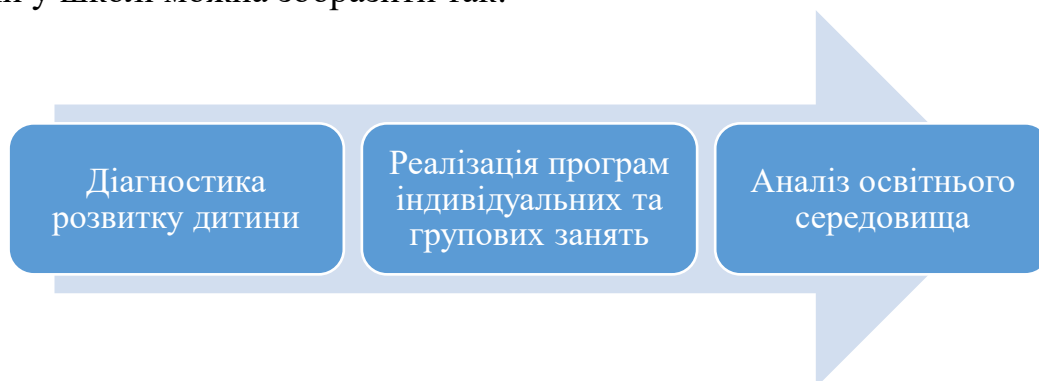 у школі можна зобразити так:
Діагностика
розвитку дитини
Реалізація програм
індивідуальних та
групових занять
Аналіз освітнього
середовища